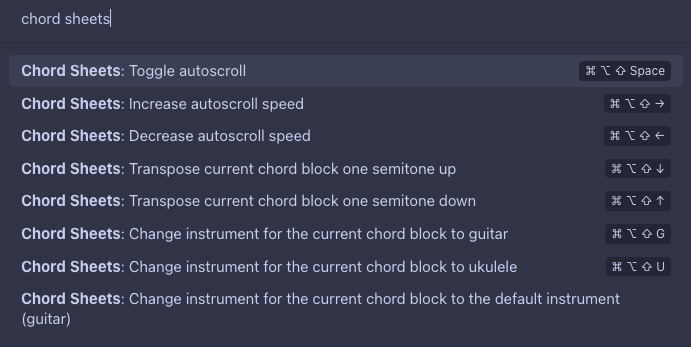 chord sheets
Chord Sheets: Toggle autoscroll ⌘ ⌥ ⇧ Space
Chord Sheets: Increase autoscroll speed ⌘ ⌥ ⇧ →
Chord Sheets: Decrease autoscroll speed ⌘ ⌥ ⇧ ←
Chord Sheets: Transpose current chord block one semitone up ⌘ ⌥ ⇧ ↓
Chord Sheets: Transpose current chord block one semitone down ⌘ ⌥ ⇧ ↑
Chord Sheets: Change instrument for the current chord block to guitar ⌘ ⌥ ⇧ G
Chord Sheets: Change instrument for the current chord block to ukulele ⌘ ⌥ ⇧ U
Chord Sheets: Change instrument for the current chord block to the default instrument
(guitar)